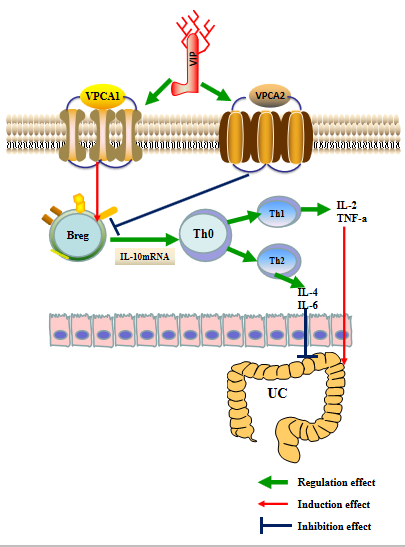 VIP
VPCA1
VPCA2
Breg
IL-10mRNA
Th0
Th1
Th2
IL-2
TNF-a
IL-4
IL-6
UC
Regulation effect
Induction effect
Inhibition effect